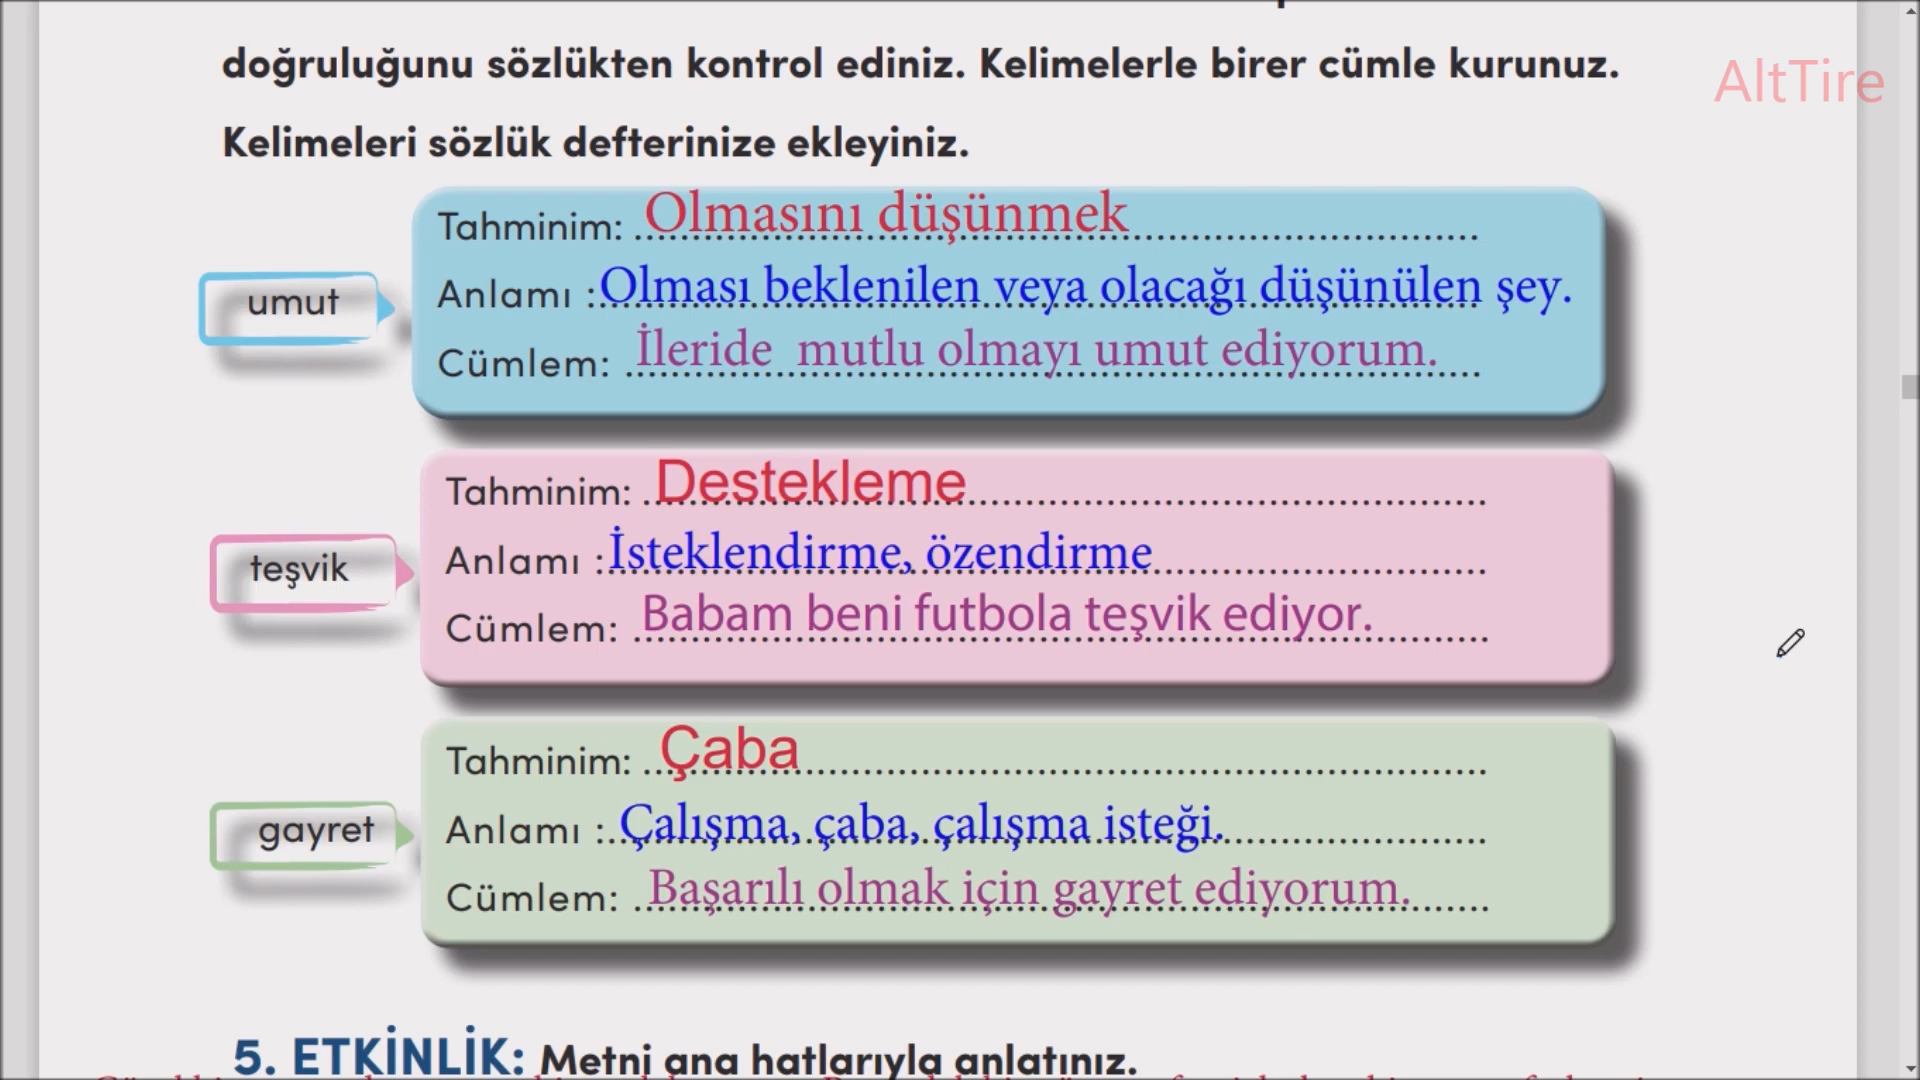 doğruluğunu sözlükten kontrol ediniz. Kelimelerle birer cümle kurunuz.
AltTire
Kelimeleri sözlük defterinize ekleyiniz.
umut
Tahminim: Olmasını düşünmek
Anlamı : Olması beklenilen veya olacağı düşünülen şey.
Cümlem: İleride mutlu olmayı umut ediyorum.
teşvik
Tahminim: Destekleme
Anlamı : İsteklendirme, özendirme
Cümlem: Babam beni futbola teşvik ediyor.
gayret
Tahminim: Çaba
Anlamı : Çalışma, çaba, çalışma isteği.
Cümlem: Başarılı olmak için gayret ediyorum.
5. ETKİNLİK: Metni ana hatlarıyla anlatınız.